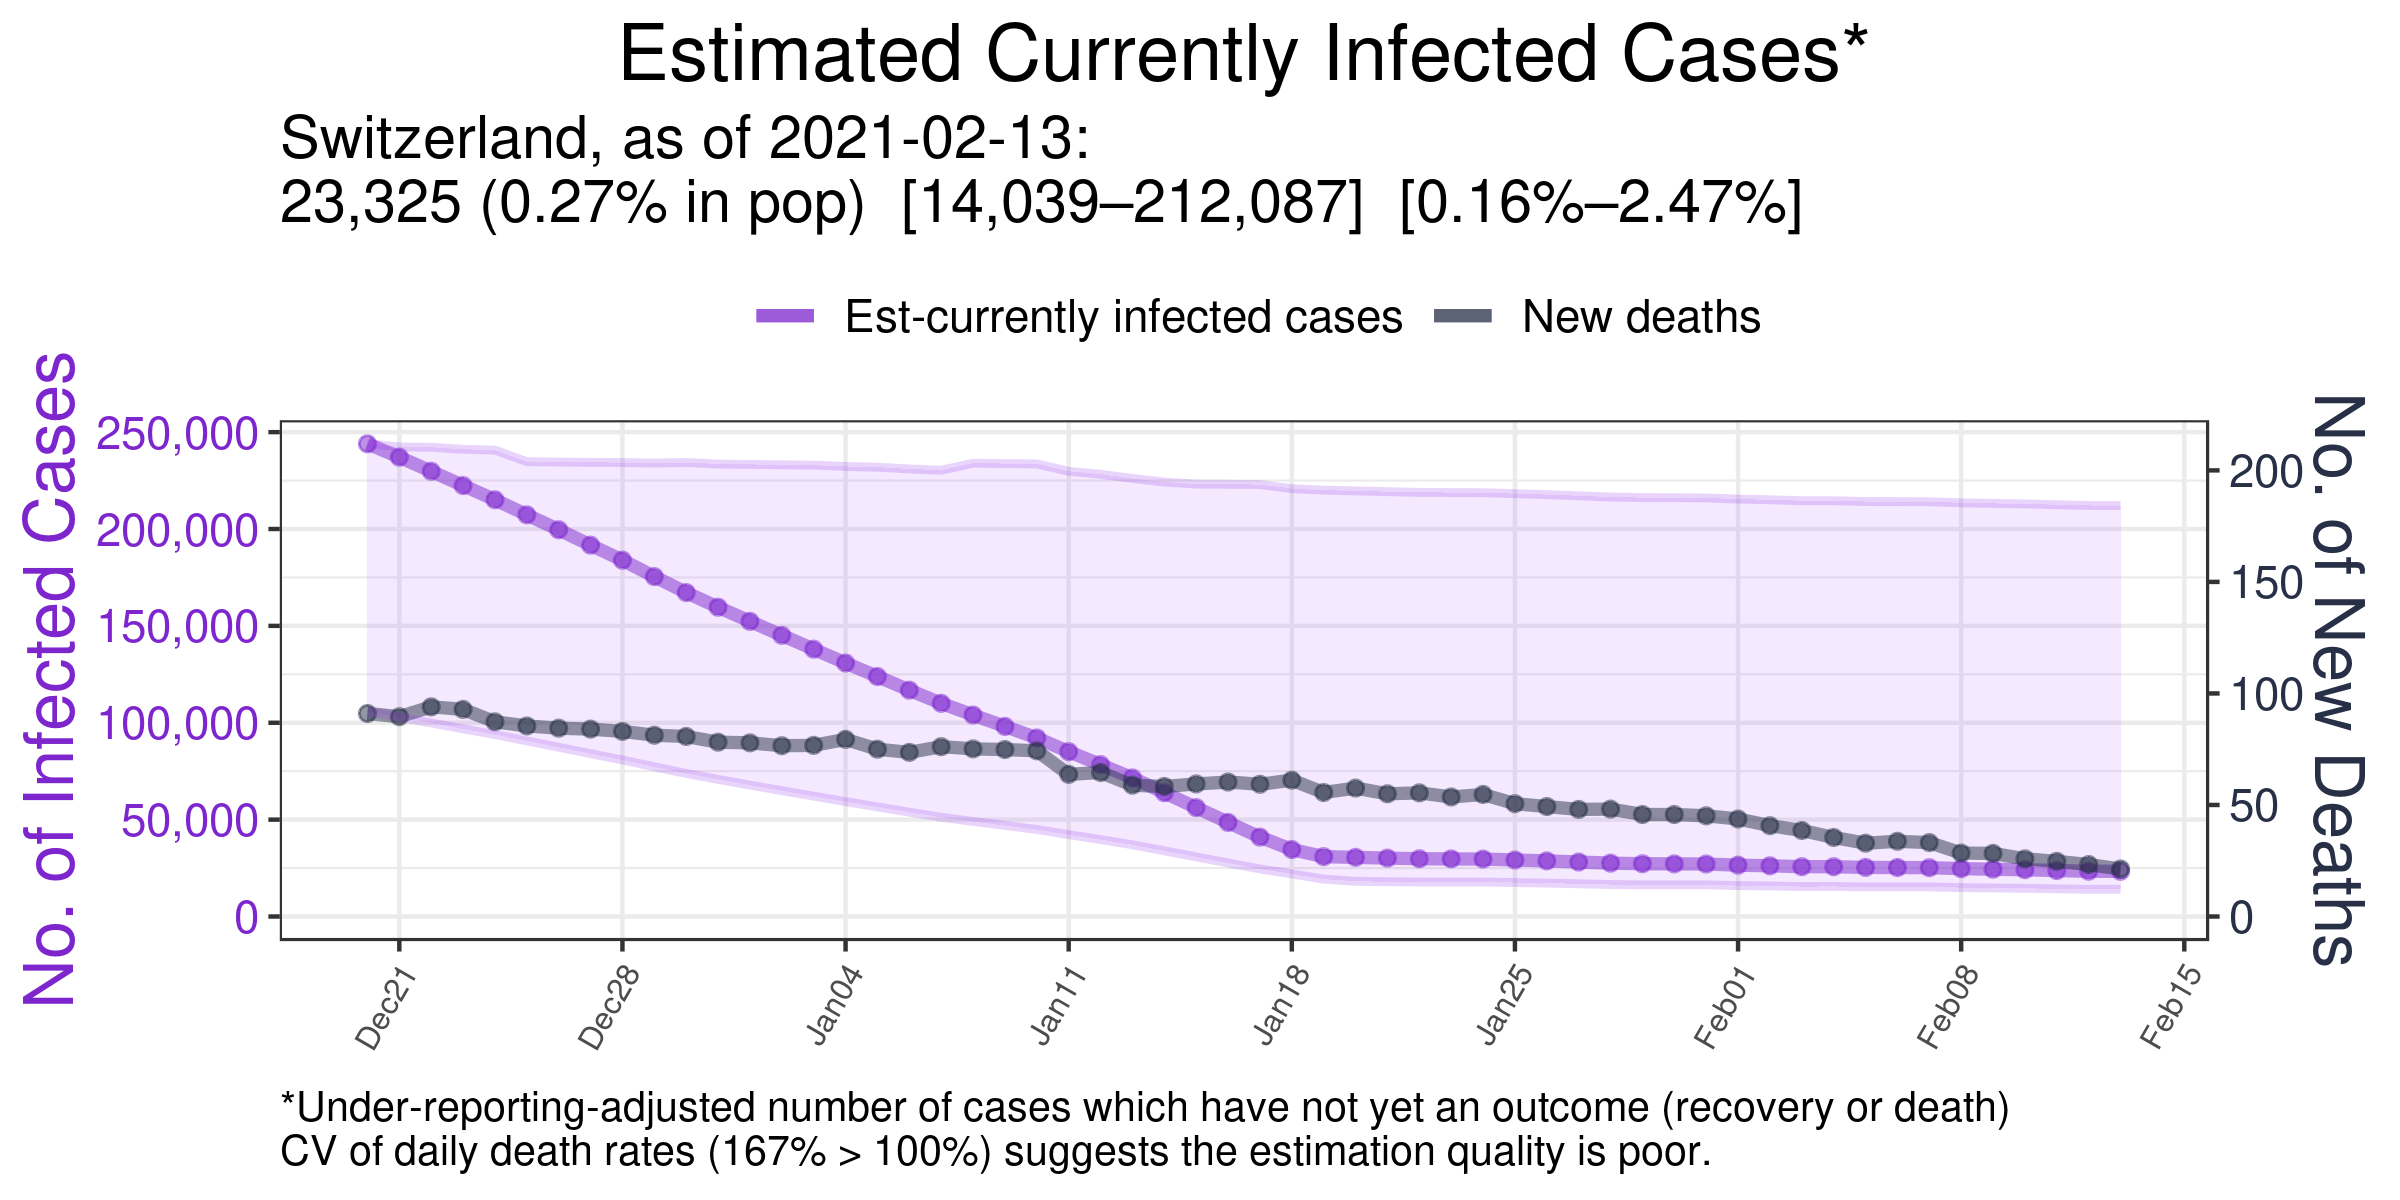 Estimated Currently Infected Cases*
Switzerland, as of 2021-02-13:
23,325 (0.27% in pop)  [14,039–212,087]  [0.16%–2.47%]
Est-currently infected cases
New deaths
No. of Infected Cases
250,000
200,000
150,000
100,000
50,000
0
200
150
100
50
0
No. of New Deaths
Dec21
Dec28
Jan04
Jan11
Jan18
Jan25
Feb01
Feb08
Feb15
*Under-reporting-adjusted number of cases which have not yet an outcome (recovery or death)
CV of daily death rates (167% > 100%) suggests the estimation quality is poor.